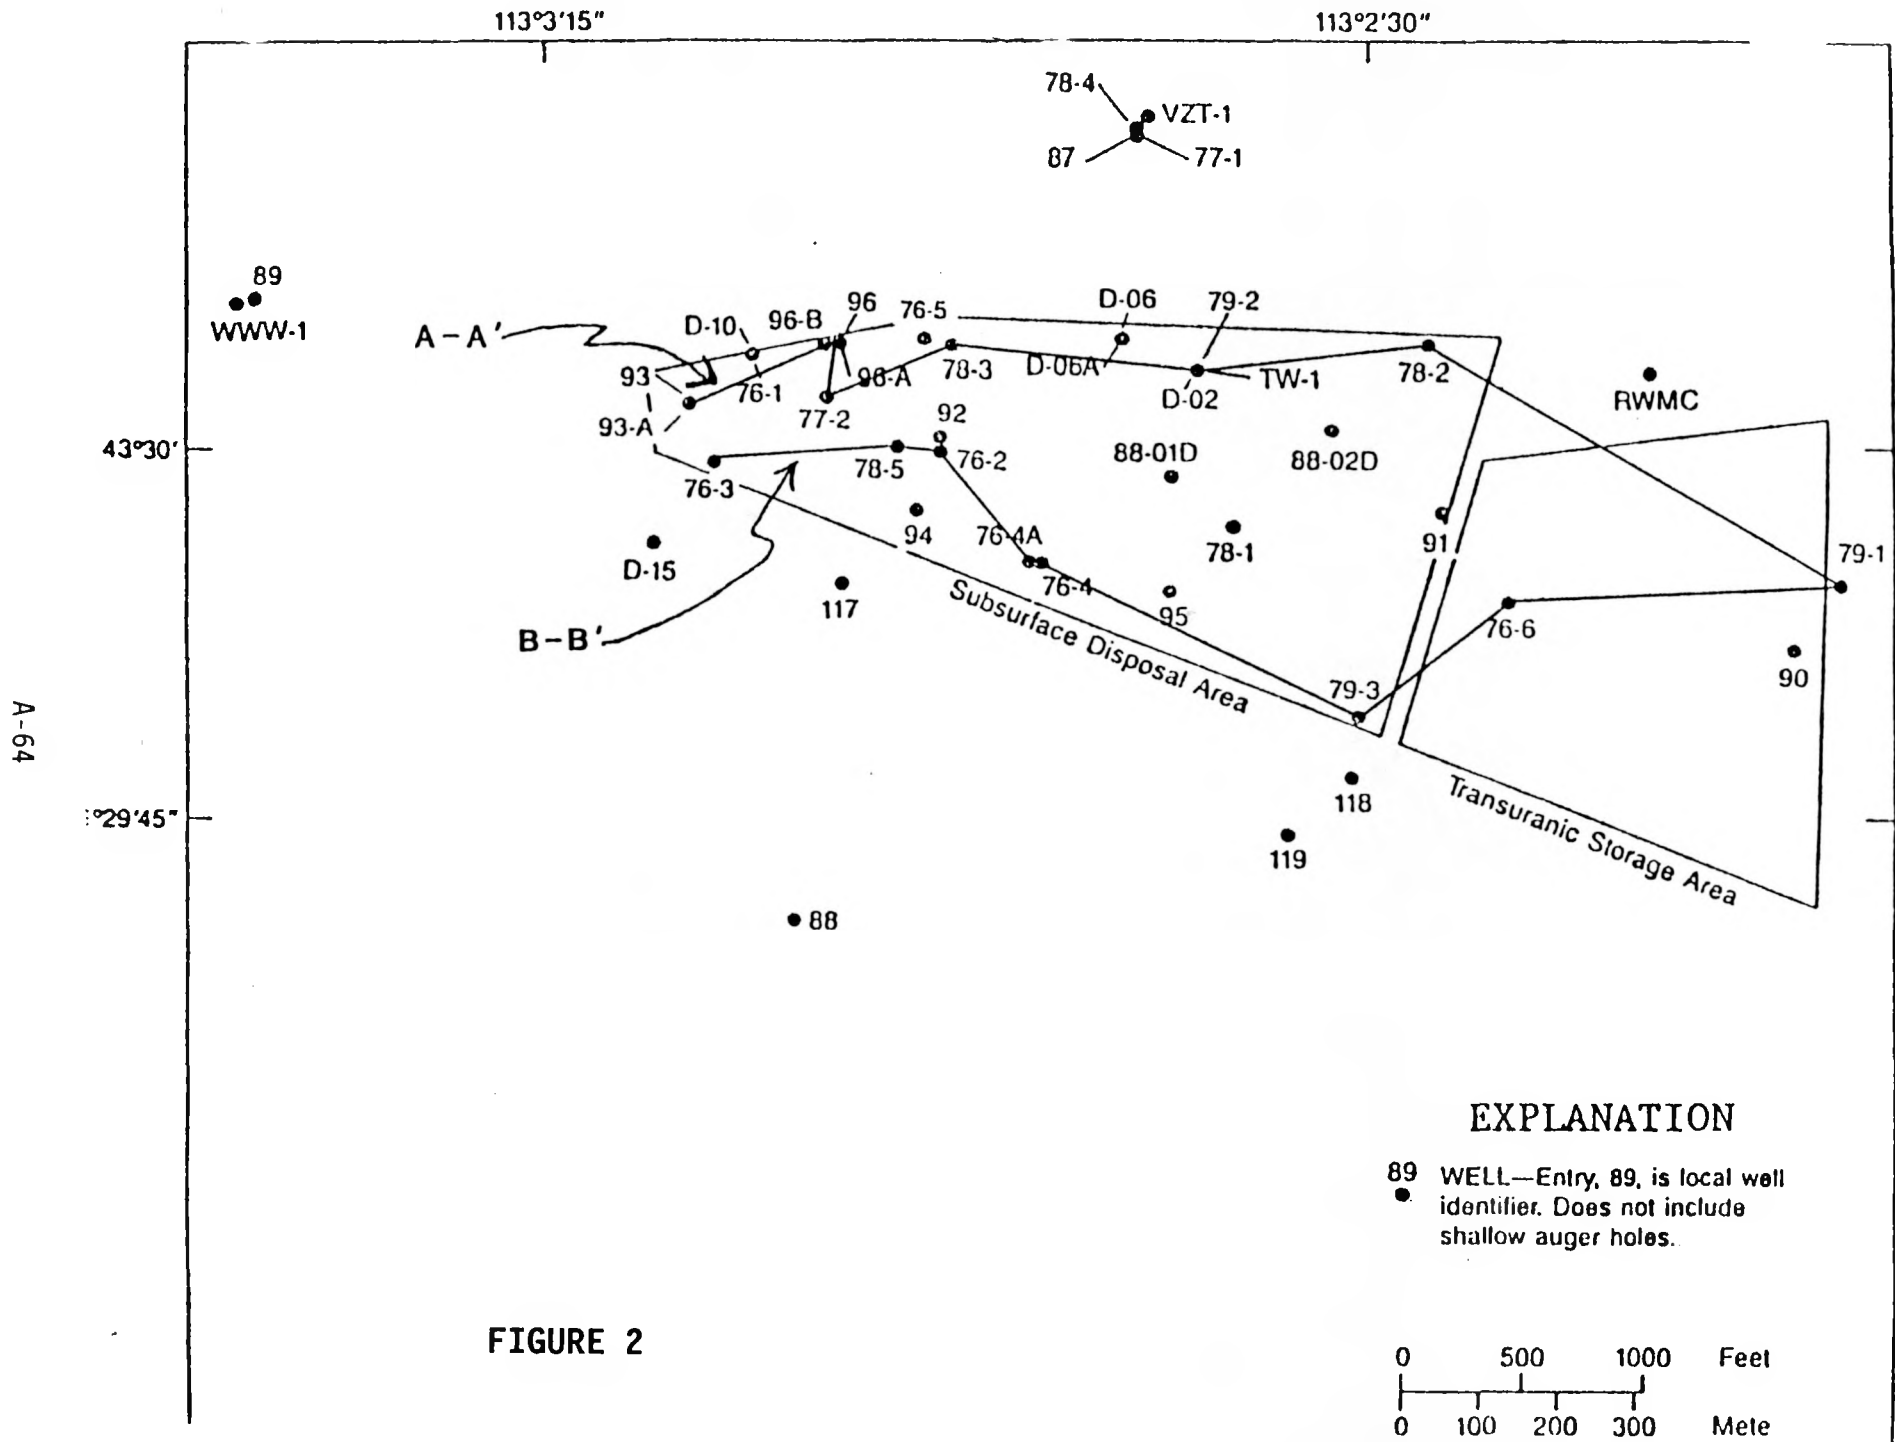 113°3'15"
113°2'30"
78-4
VZT-1
87
77-1
89
WWW-1
A-A'
D-10
96-B
96
76-5
D-06
79-2
93
76-1
96-A
78-3
D-06A
TW-1
78-2
RWMC
93-A
77-2
D-02
43°30'
92
76-3
78-5
76-2
88-01D
88-02D
94
76-4A
78-1
91
79-1
D-15
117
76-4
95
76-6
B-B'
Subsurface Disposal Area
79-3
90
A-64
°29'45"
118
Transuranic Storage Area
119
88
EXPLANATION
89 WELL—Entry, 89, is local well
identifier. Does not include
shallow auger holes.
FIGURE 2
0 500 1000 Feet
0 100 200 300 Mete